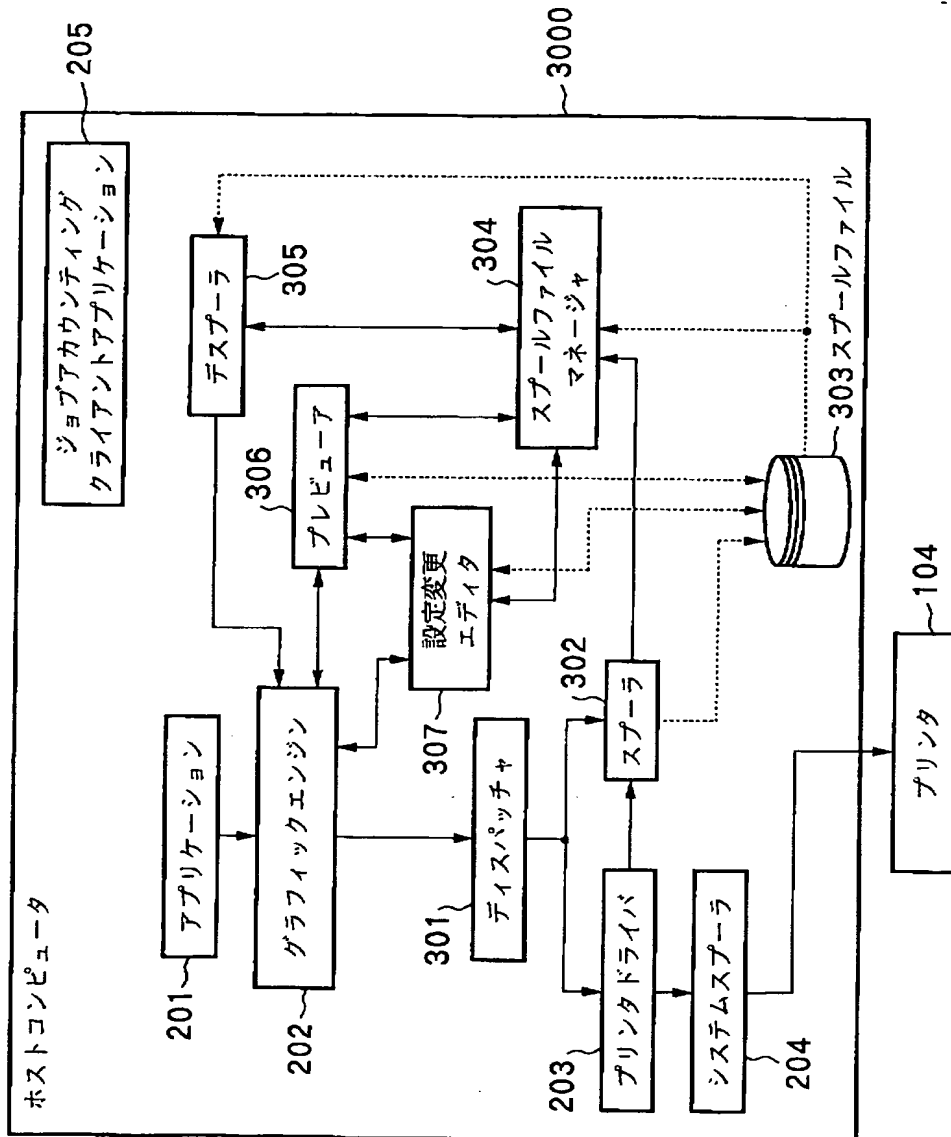 ホストコンピュータ
ジョブアカウンティング
クライアントアプリケーション
205
201
アプリケーション
202
グラフィックエンジン
306
プレビューア
デスプーラ
305
設定変更
エディタ
307
304
スプールファイル
マネージャ
301
ディスパッチャ
302
スプーラ
203
プリンタドライバ
システムスプーラ
204
303スプールファイル
3000
プリンタ
104